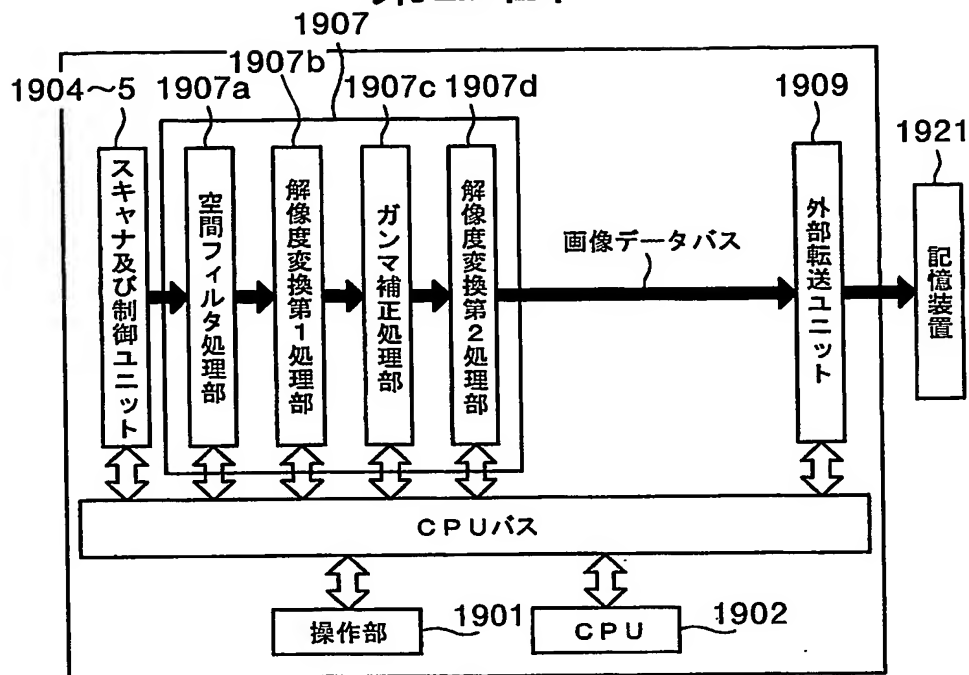 1907
1907b
1904～5
1907a
1907c
1907d
1909
1921
スキャナ及び制御ユニット
空間フィルタ処理部
解像度変換第1処理部
ガンマ補正処理部
解像度変換第2処理部
画像データバス
外部転送ユニット
記憶装置
CPUバス
操作部
1901
CPU
1902